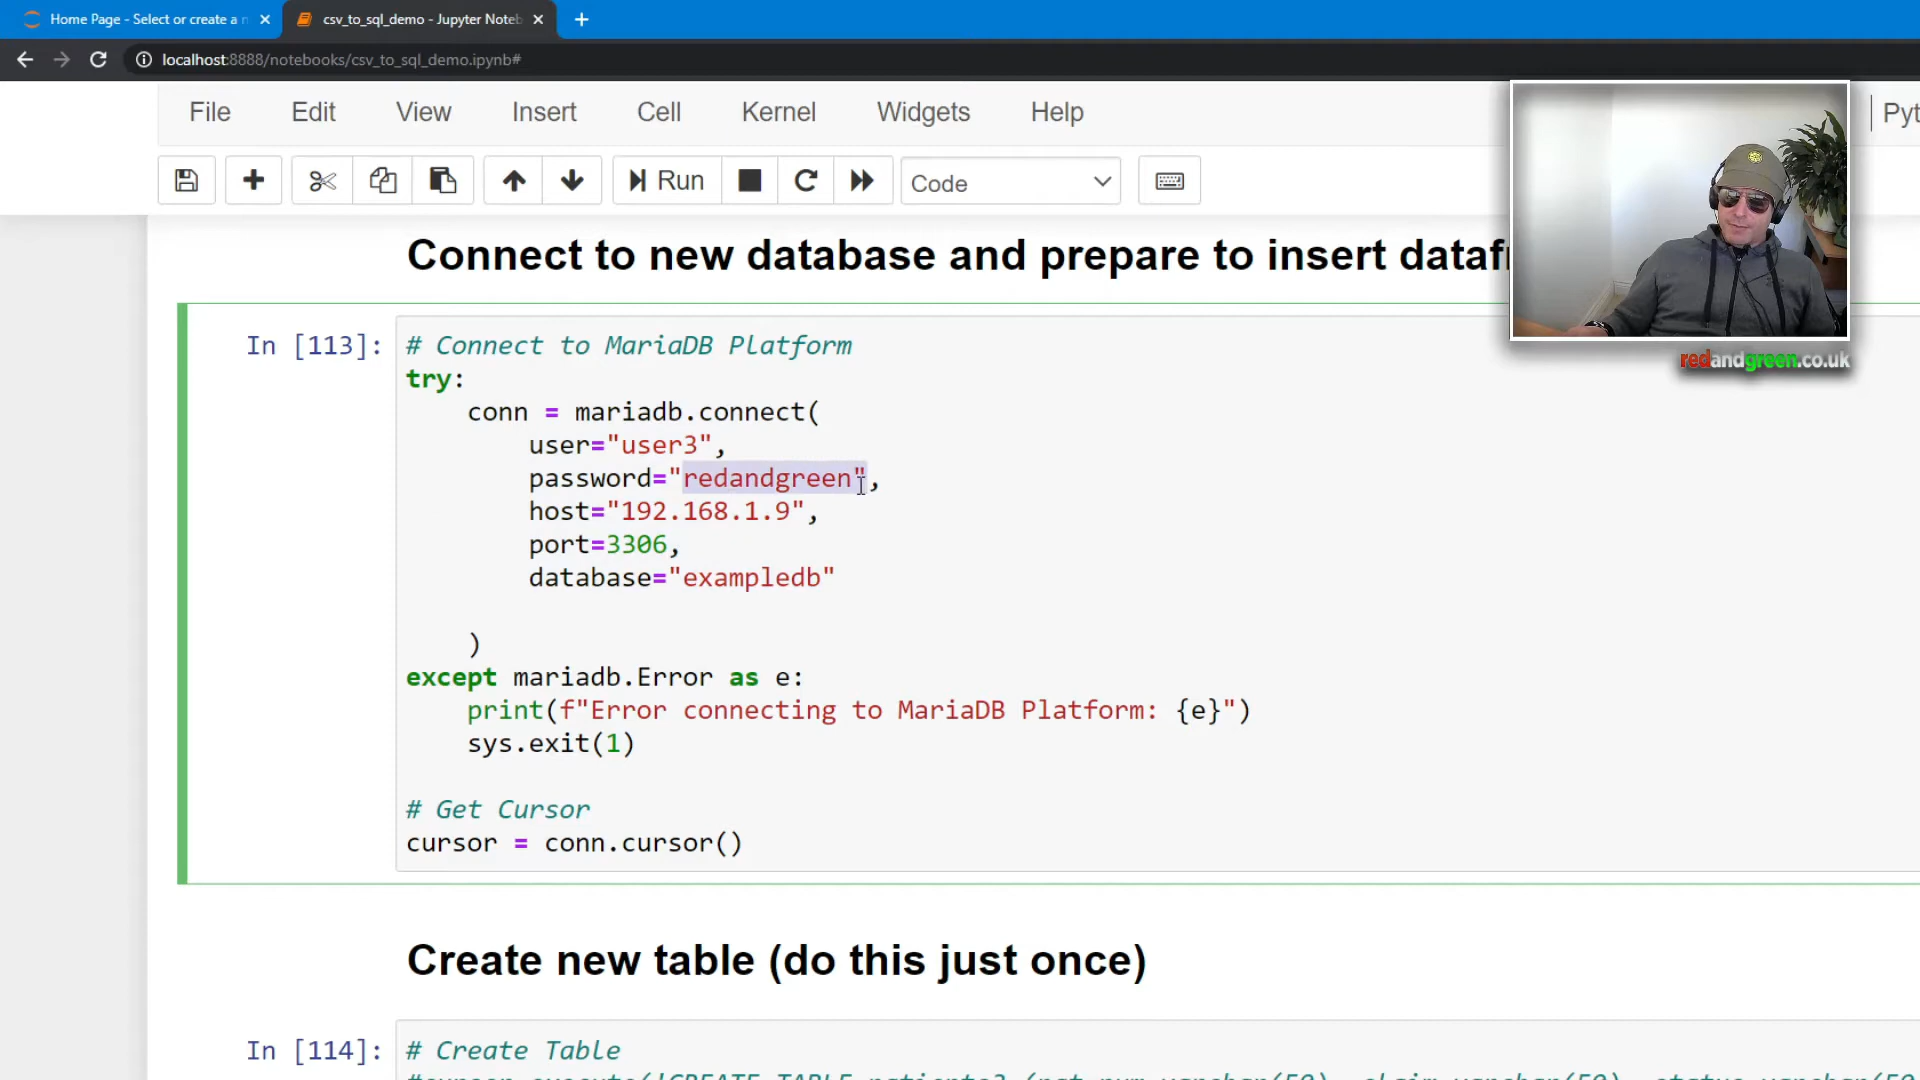 Home Page - Select or create a n
csv_to_sql_demo - Jupyter Noteb
localhost:8888/notebooks/csv_to_sql_demo.ipynb#
File Edit View Insert Cell Kernel Widgets Help
Pyt
Run
Code
redandgreen.co.uk
Connect to new database and prepare to insert dataf
In [113]:
# Connect to MariaDB Platform
try:
conn = mariadb.connect(
user="user3",
password="redandgreen",
host="192.168.1.9",
port=3306,
database="exampledb"
)
except mariadb.Error as e:
print(f"Error connecting to MariaDB Platform: {e}")
sys.exit(1)
# Get Cursor
cursor = conn.cursor()
Create new table (do this just once)
In [114]:
# Create Table